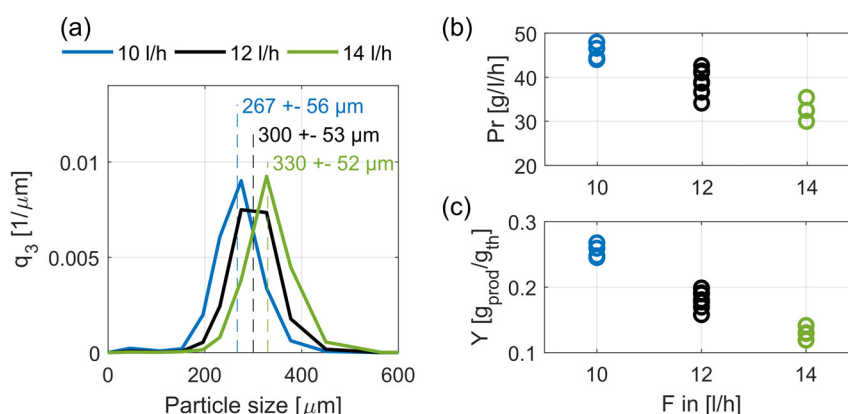 (a)
10 l/h 12 l/h 14 l/h
267 +- 56 μm
300 +- 53 μm
330 +- 52 μm
0.01
0.005
0
q3 [1/μm]
0 200 400 600
Particle size [μm]
(b)
50
40
30
20
Pr [g/l/h]
10 12 14
(c)
0.3
0.2
0.1
Y [gprod/gth]
10 12 14
F in [l/h]